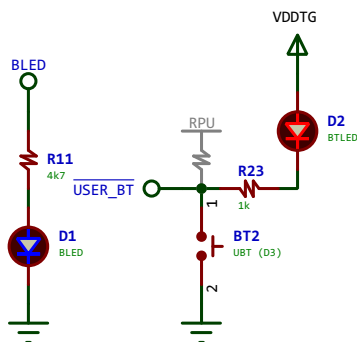 VDDTG
BLED
RPU
D2
BTLED
R11
4k7
R23
1k
USER_BT
1
D1
BLED
BT2
UBT (D3)
2